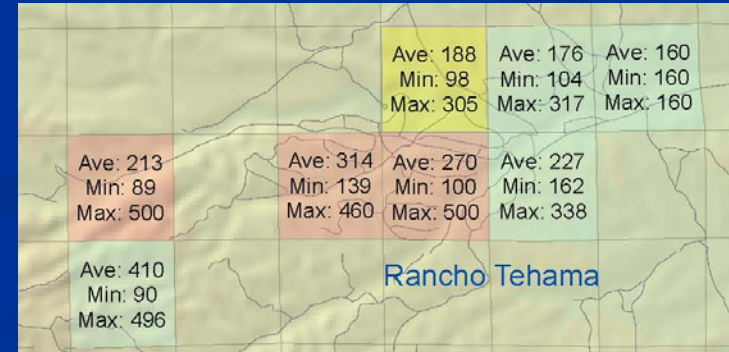 Ave: 188
Min: 98
Max: 305
Ave: 176
Min: 104
Max: 317
Ave: 160
Min: 160
Max: 160
Ave: 213
Min: 89
Max: 500
Ave: 314
Min: 139
Max: 460
Ave: 270
Min: 100
Max: 500
Ave: 227
Min: 162
Max: 338
Ave: 410
Min: 90
Max: 496
Rancho Tehama